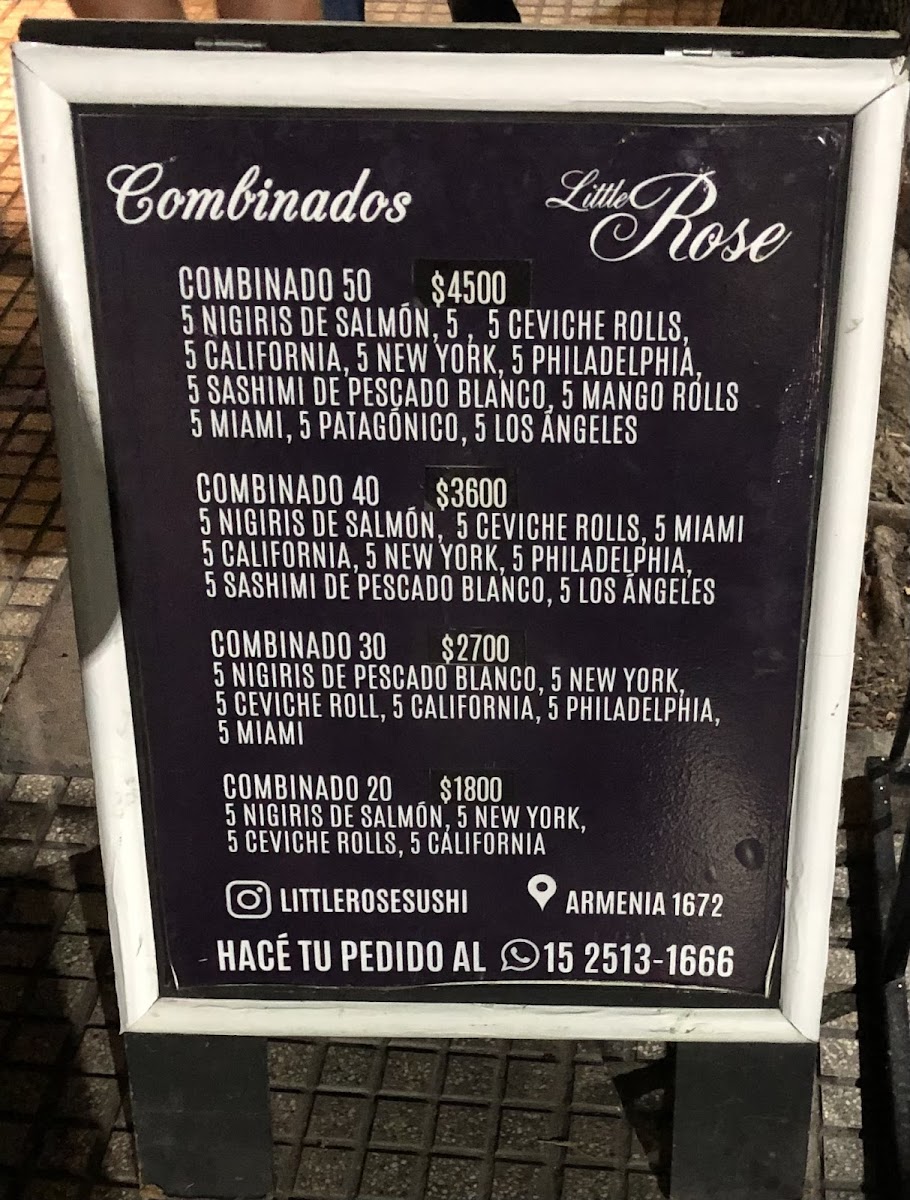 Combinados
Little Rose
COMBINADO 50 $4500
5 NIGIRIS DE SALMÓN, 5 , 5 CEVICHE ROLLS,
5 CALIFORNIA, 5 NEW YORK, 5 PHILADELPHIA,
5 SASHIMI DE PESCADO BLANCO, 5 MANGO ROLLS
5 MIAMI, 5 PATAGÓNICO, 5 LOS ÁNGELES
COMBINADO 40 $3600
5 NIGIRIS DE SALMÓN, 5 CEVICHE ROLLS, 5 MIAMI
5 CALIFORNIA, 5 NEW YORK, 5 PHILADELPHIA,
5 SASHIMI DE PESCADO BLANCO, 5 LOS ÁNGELES
COMBINADO 30 $2700
5 NIGIRIS DE PESCADO BLANCO, 5 NEW YORK,
5 CEVICHE ROLL, 5 CALIFORNIA, 5 PHILADELPHIA,
5 MIAMI
COMBINADO 20 $1800
5 NIGIRIS DE SALMÓN, 5 NEW YORK,
5 CEVICHE ROLLS, 5 CALIFORNIA
LITTLEROSESUSHI ARMENIA 1672
HACÉ TU PEDIDO AL 15 2513-1666